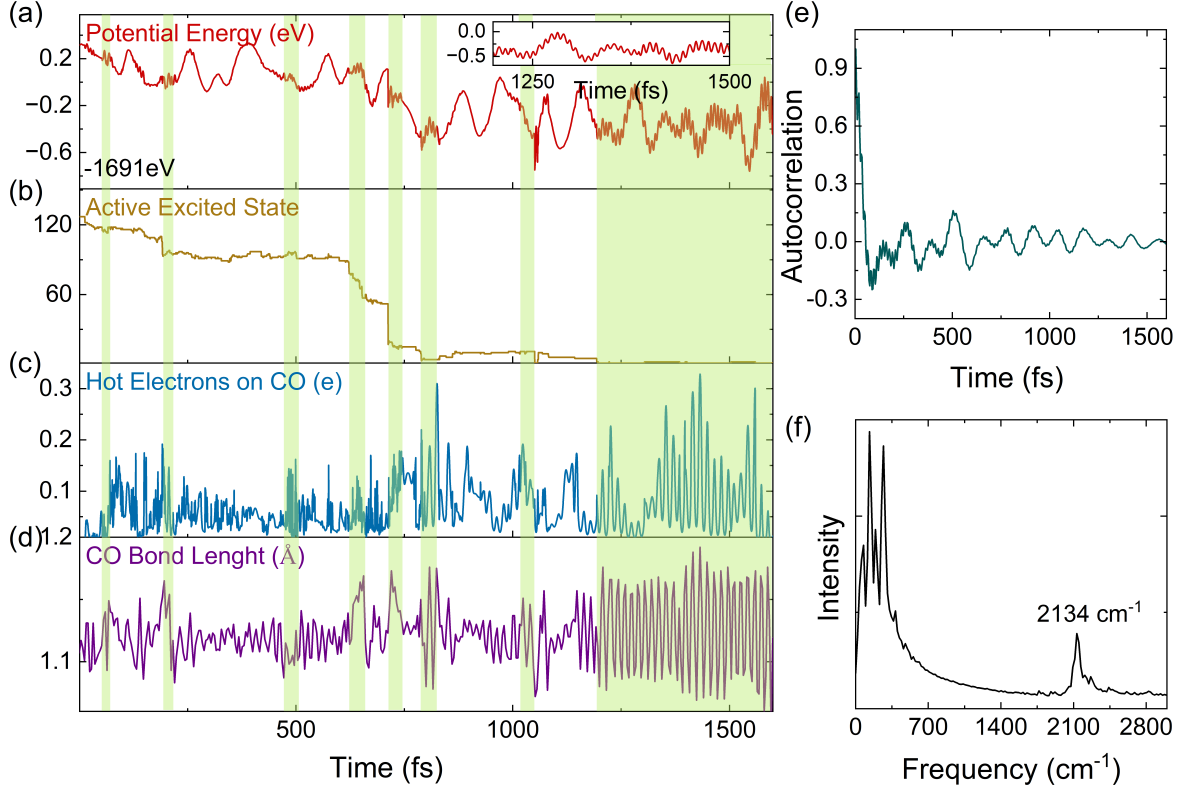 (a)
Potential Energy (eV)
0.2
−0.2
−0.6
-1691eV
0.0
−0.5
1250
1500
Time (fs)
(b)
Active Excited State
120
60
(c)
Hot Electrons on CO (e)
0.3
0.2
0.1
(d)
1.2
CO Bond Lenght (Å)
1.1
500
1000
1500
Time (fs)
(e)
Autocorrelation
0.9
0.6
0.3
0.0
−0.3
0
500
1000
1500
Time (fs)
(f)
Intensity
2134 cm⁻¹
0
700
1400
2100
2800
Frequency (cm⁻¹)